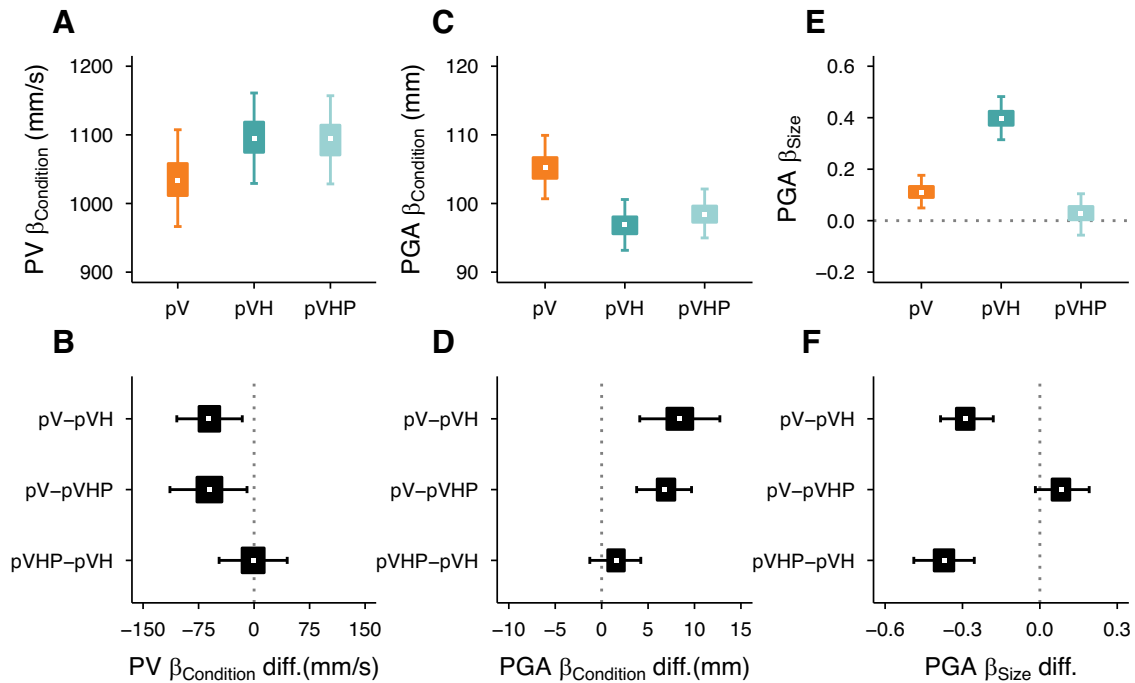 A
PV βCondition (mm/s)
1200
1100
1000
900
pV pVH pVHP
C
PGA βCondition (mm)
120
110
100
90
pV pVH pVHP
E
PGA βSize
0.6
0.4
0.2
0.0
−0.2
pV pVH pVHP
B
pV−pVH
pV−pVHP
pVHP−pVH
−150 −75 0 75 150
PV βCondition diff.(mm/s)
D
pV−pVH
pV−pVHP
pVHP−pVH
−10 −5 0 5 10 15
PGA βCondition diff.(mm)
F
pV−pVH
pV−pVHP
pVHP−pVH
−0.6 −0.3 0.0 0.3
PGA βSize diff.